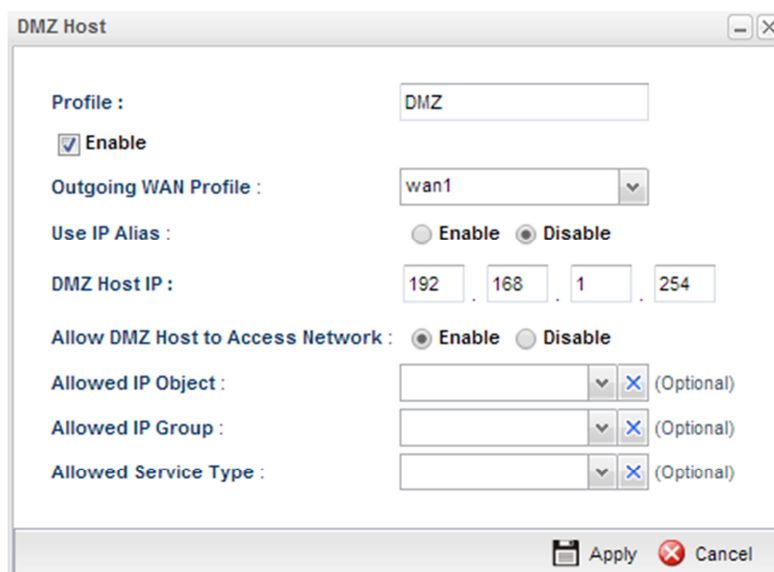 DMZ Host
Profile : DMZ
Enable
Outgoing WAN Profile : wan1
Use IP Alias : Enable Disable
DMZ Host IP : 192 . 168 . 1 . 254
Allow DMZ Host to Access Network : Enable Disable
Allowed IP Object : (Optional)
Allowed IP Group : (Optional)
Allowed Service Type : (Optional)
Apply Cancel